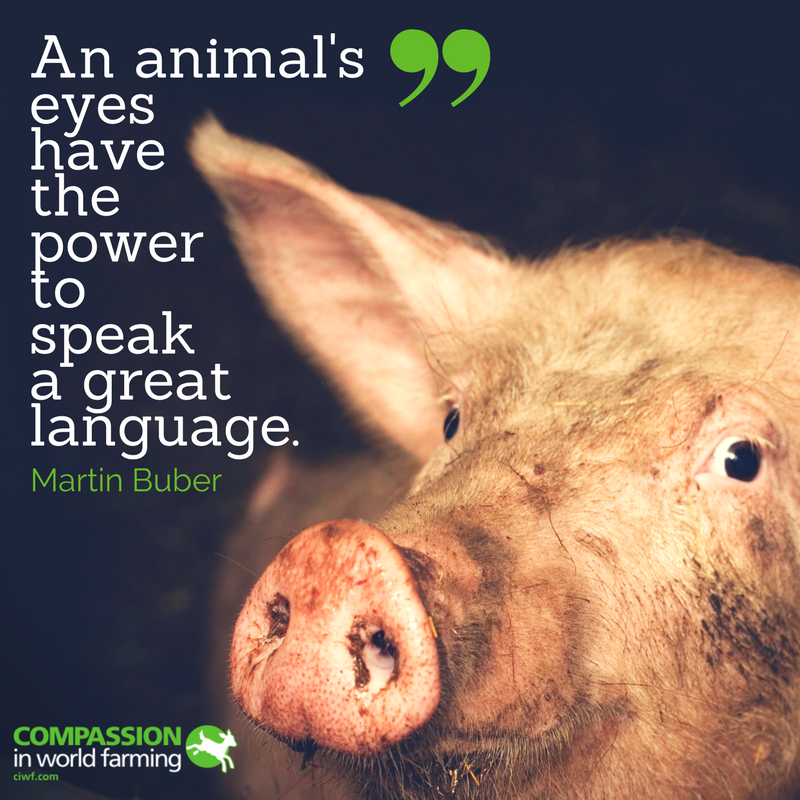 An animal's
eyes
have
the
power
to
speak
a great
language.
”
Martin Buber
COMPASSION
in world farming
ciwf.com